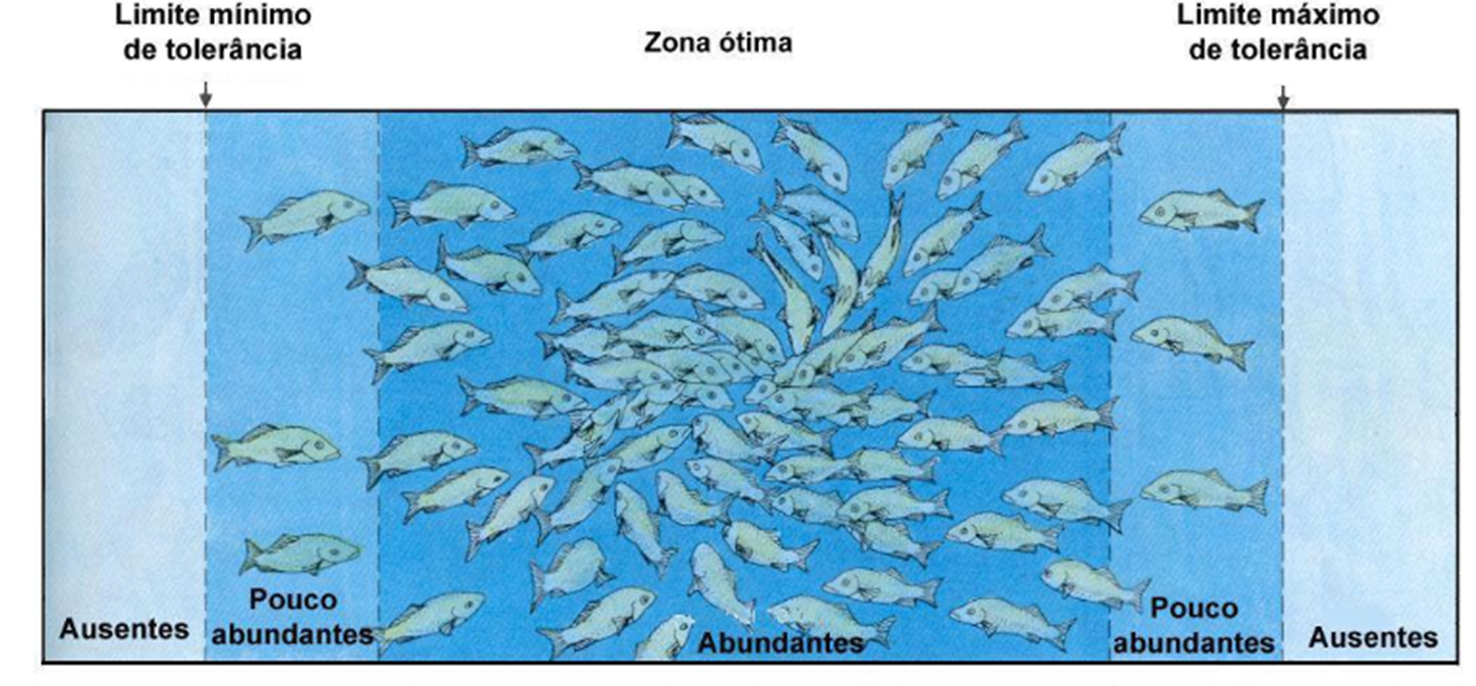 Limite mínimo
de tolerância
Zona ótima
Limite máximo
de tolerância
Ausentes
Pouco
abundantes
Abundantes
Pouco
abundantes
Ausentes